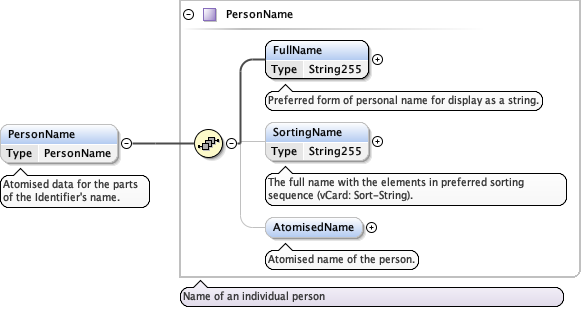 PersonName
FullName
Type String255
Preferred form of personal name for display as a string.
PersonName
Type PersonName
Atomised data for the parts
of the Identifier's name.
SortingName
Type String255
The full name with the elements in preferred sorting
sequence (vCard: Sort-String).
AtomisedName
Atomised name of the person.
Name of an individual person